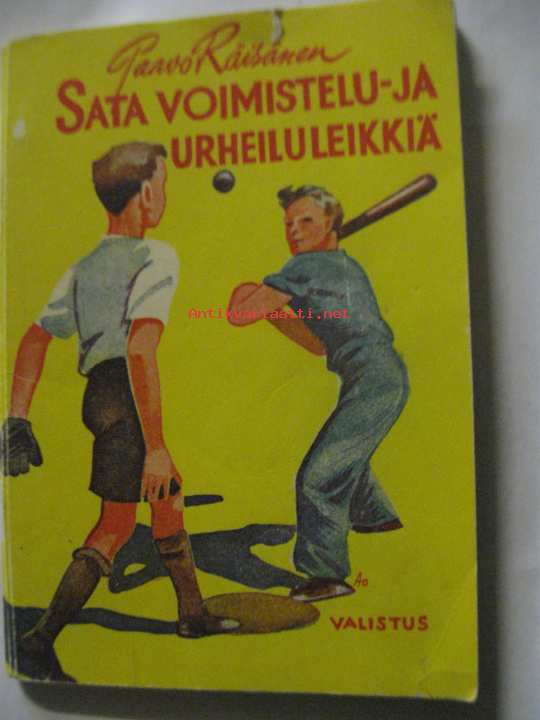 Paavo Räisänen
SATA VOIMISTELU-JA
URHEILULEIKKIÄ
Antikvariaatti.net
AO
VALISTUS